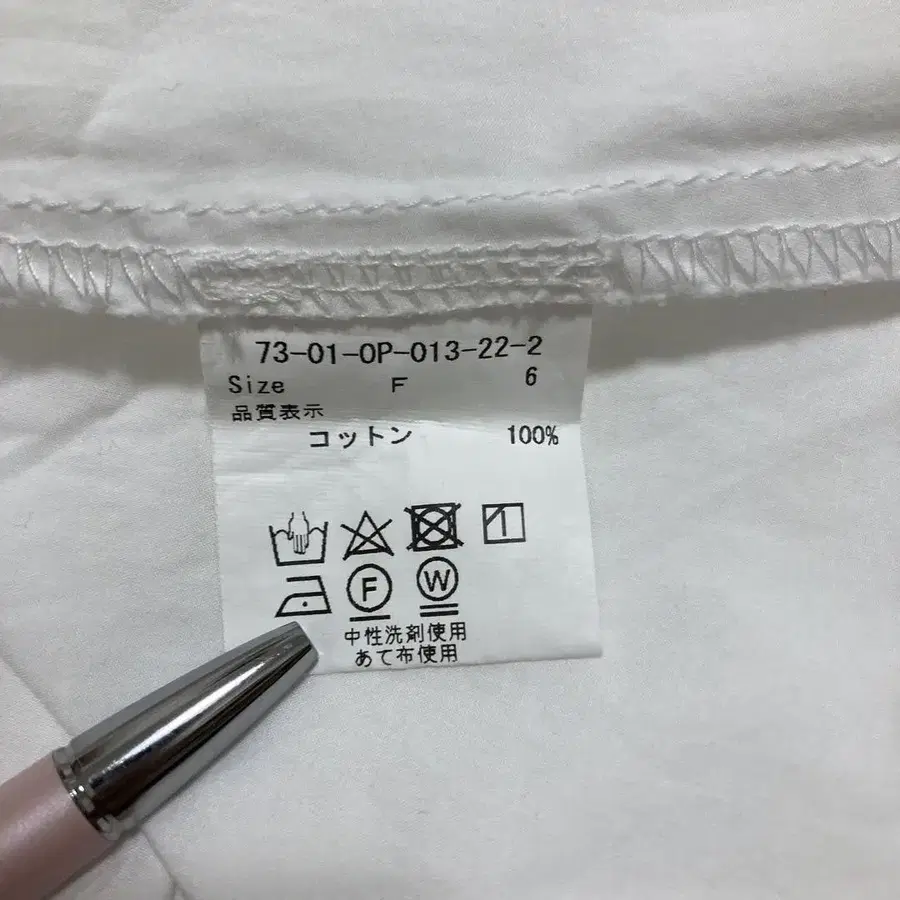 73-01-OP-013-22-2
Size F 6
品質表示
コットン 100%
F W
中性洗剤使用
あて布使用